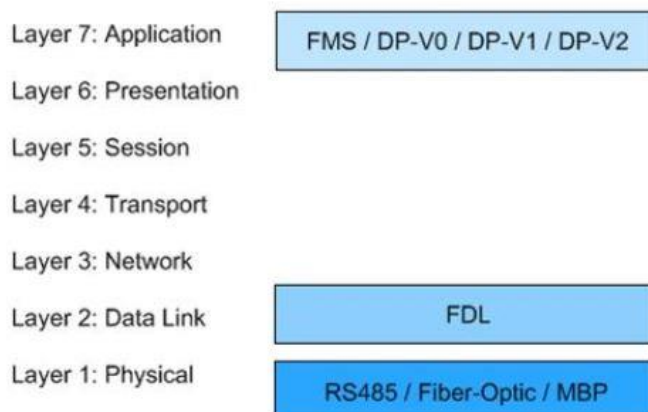 Layer 7: Application
FMS / DP-V0 / DP-V1 / DP-V2
Layer 6: Presentation
Layer 5: Session
Layer 4: Transport
Layer 3: Network
Layer 2: Data Link
FDL
Layer 1: Physical
RS485 / Fiber-Optic / MBP